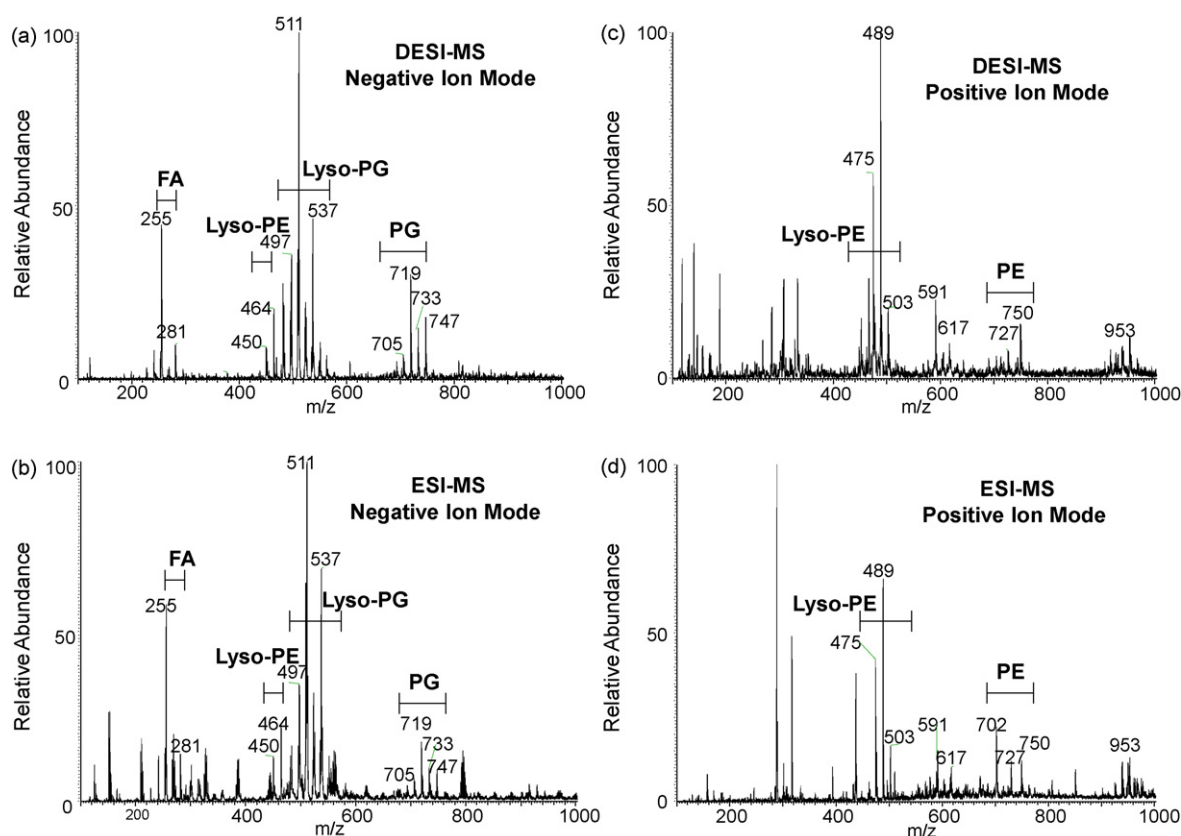 (a)
DESI-MS
Negative Ion Mode
Relative Abundance
100
50
0
FA
255
281
Lyso-PE
450
464
497
511
Lyso-PG
537
PG
705
719
733
747
200 400 600 800 1000
m/z
(c)
DESI-MS
Positive Ion Mode
Relative Abundance
100
50
0
489
475
Lyso-PE
503
591
617
PE
727
750
953
200 400 600 800 1000
m/z
(b)
ESI-MS
Negative Ion Mode
Relative Abundance
100
50
0
FA
255
281
Lyso-PE
450
464
497
511
537
Lyso-PG
PG
705
719
733
747
200 400 600 800 1000
m/z
(d)
ESI-MS
Positive Ion Mode
Relative Abundance
100
50
0
489
Lyso-PE
475
503
591
617
PE
702
727
750
953
200 400 600 800 1000
m/z